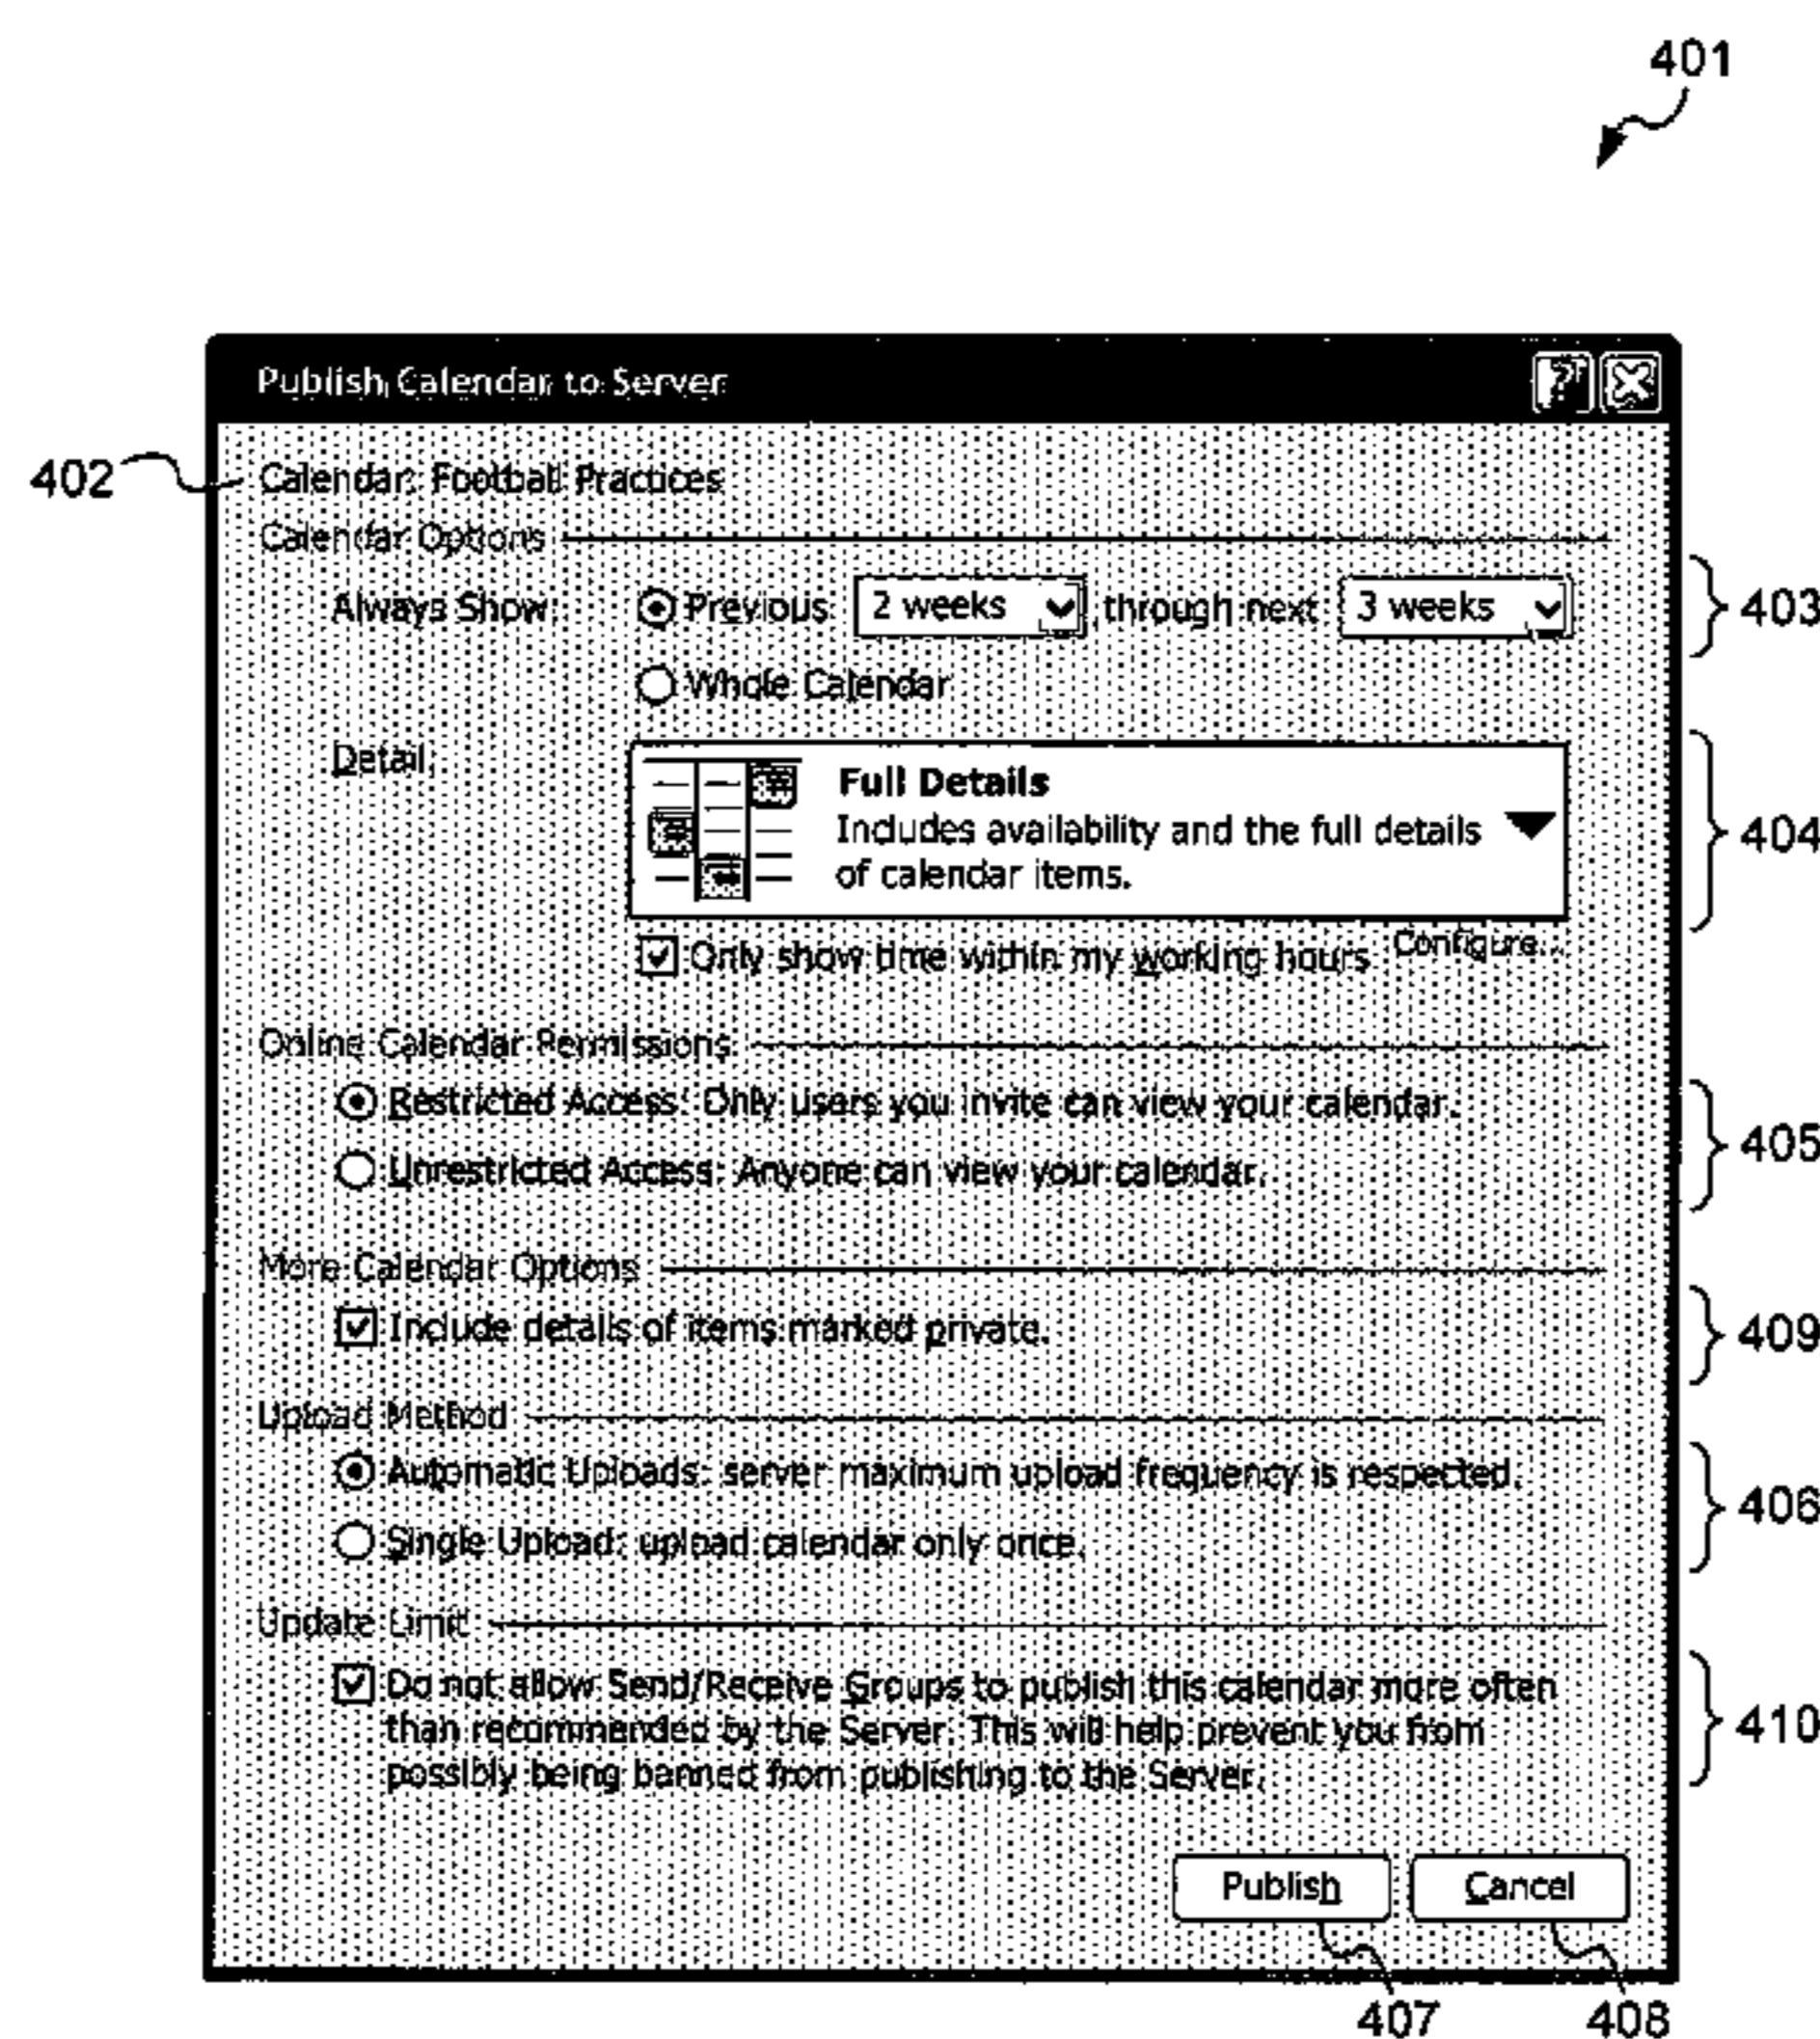 401
Publish Calendar to Server
402
Calendar: Football Practices
Calendar Options
Always Show: Previous 2 weeks through next 3 weeks 403
Whole Calendar
Detail:
Full Details
Includes availability and the full details
of calendar items.
404
Only show time within my working hours Configure...
Online Calendar Permissions
Restricted Access: Only users you invite can view your calendar.
405
Unrestricted Access: Anyone can view your calendar.
More Calendar Options
Include details of items marked private. 409
Upload Method
Automatic Uploads: server maximum upload frequency is respected.
406
Single Upload: upload calendar only once.
Update Limit
Do not allow Send/Receive Groups to publish this calendar more often
than recommended by the Server. This will help prevent you from 410
possibly being banned from publishing to the Server.
Publish Cancel
407 408